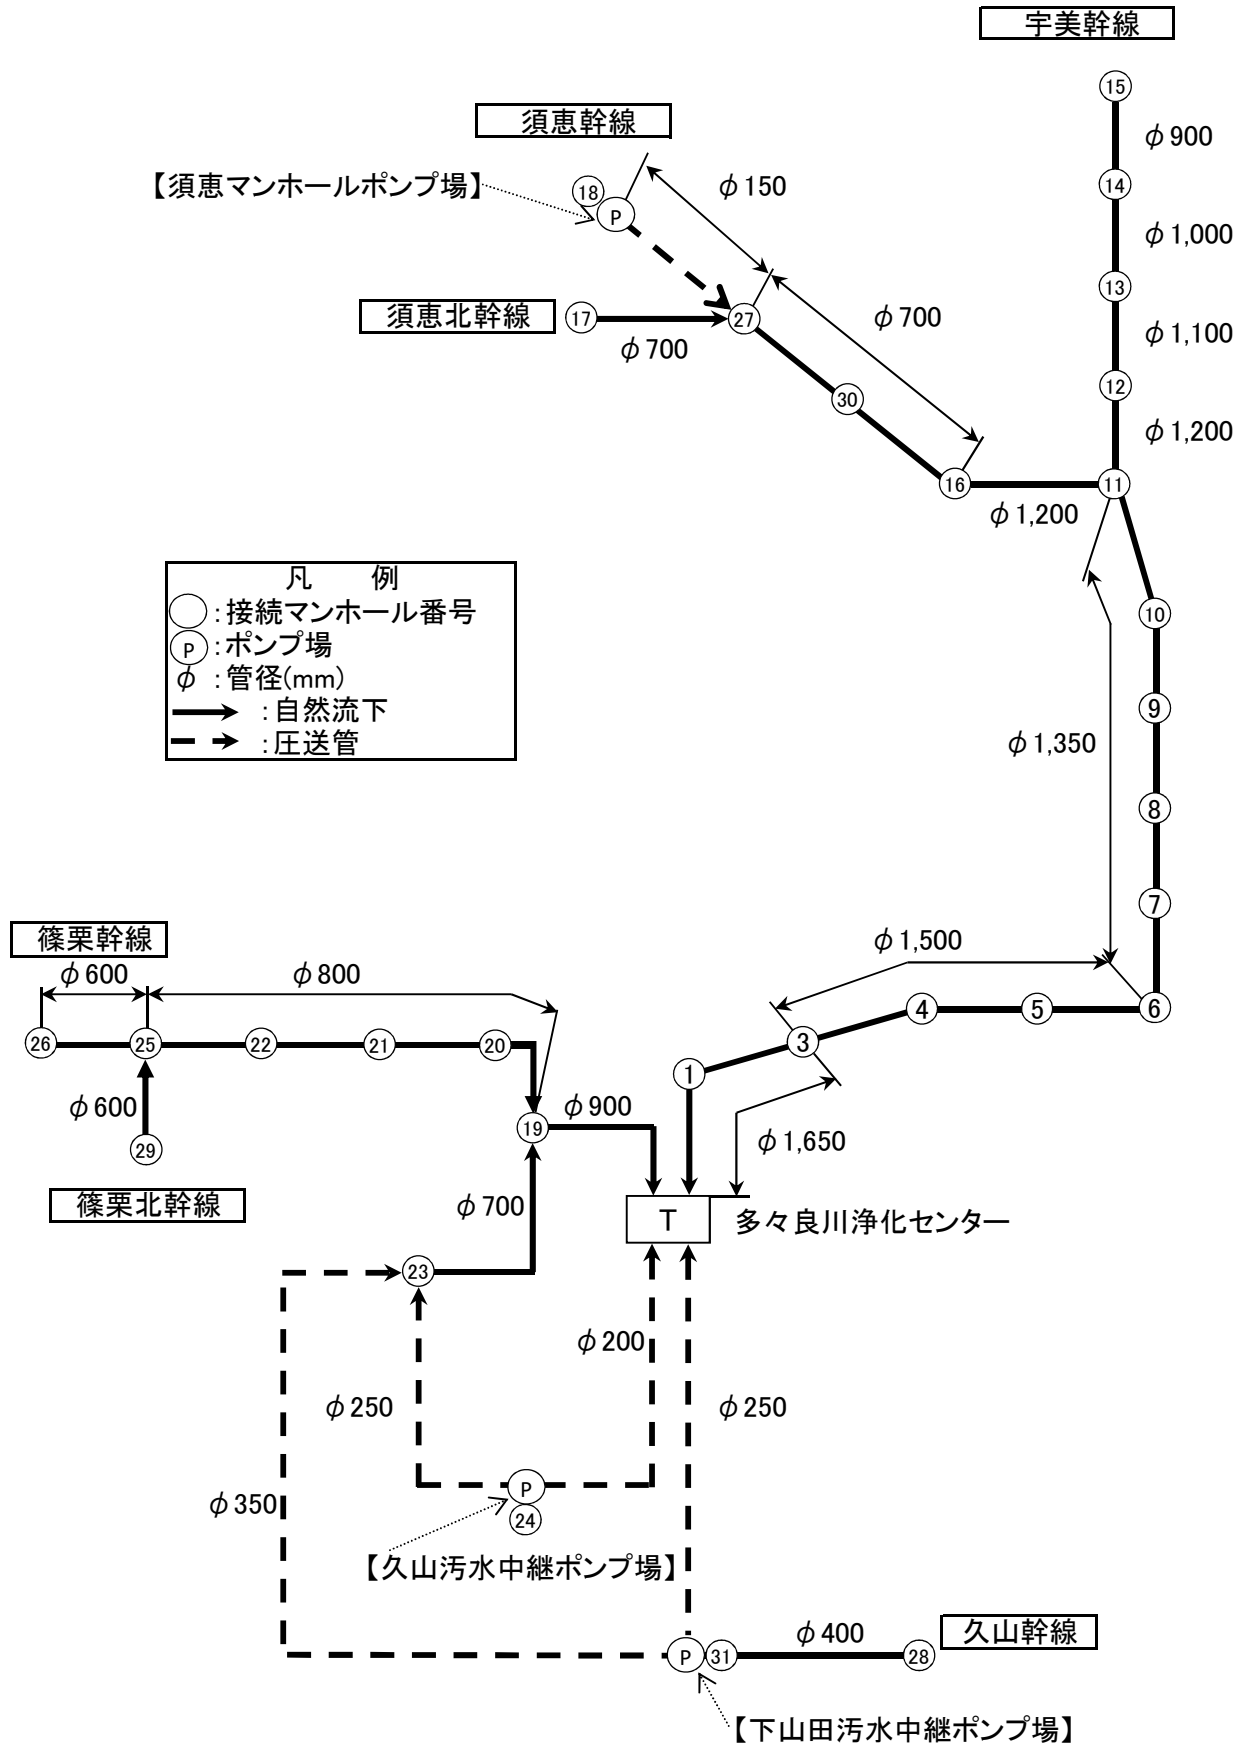 宇美幹線
15
須恵幹線
φ900
【須恵マンホールポンプ場】
18
P
φ150
14
φ1,000
13
須恵北幹線
17
27
φ700
φ1,100
φ700
12
30
φ1,200
16
11
φ1,200
凡 例
:接続マンホール番号
P:ポンプ場
φ:管径(mm)
:自然流下
:圧送管
10
9
φ1,350
8
7
篠栗幹線
φ1,500
φ600
φ800
6
5
4
3
26
25
22
21
20
1
φ600
φ900
19
29
φ1,650
篠栗北幹線
φ700
T
多々良川浄化センター
23
φ200
φ250
φ250
φ350
P
24
【久山汚水中継ポンプ場】
久山幹線
φ400
P
31
28
【下山田汚水中継ポンプ場】